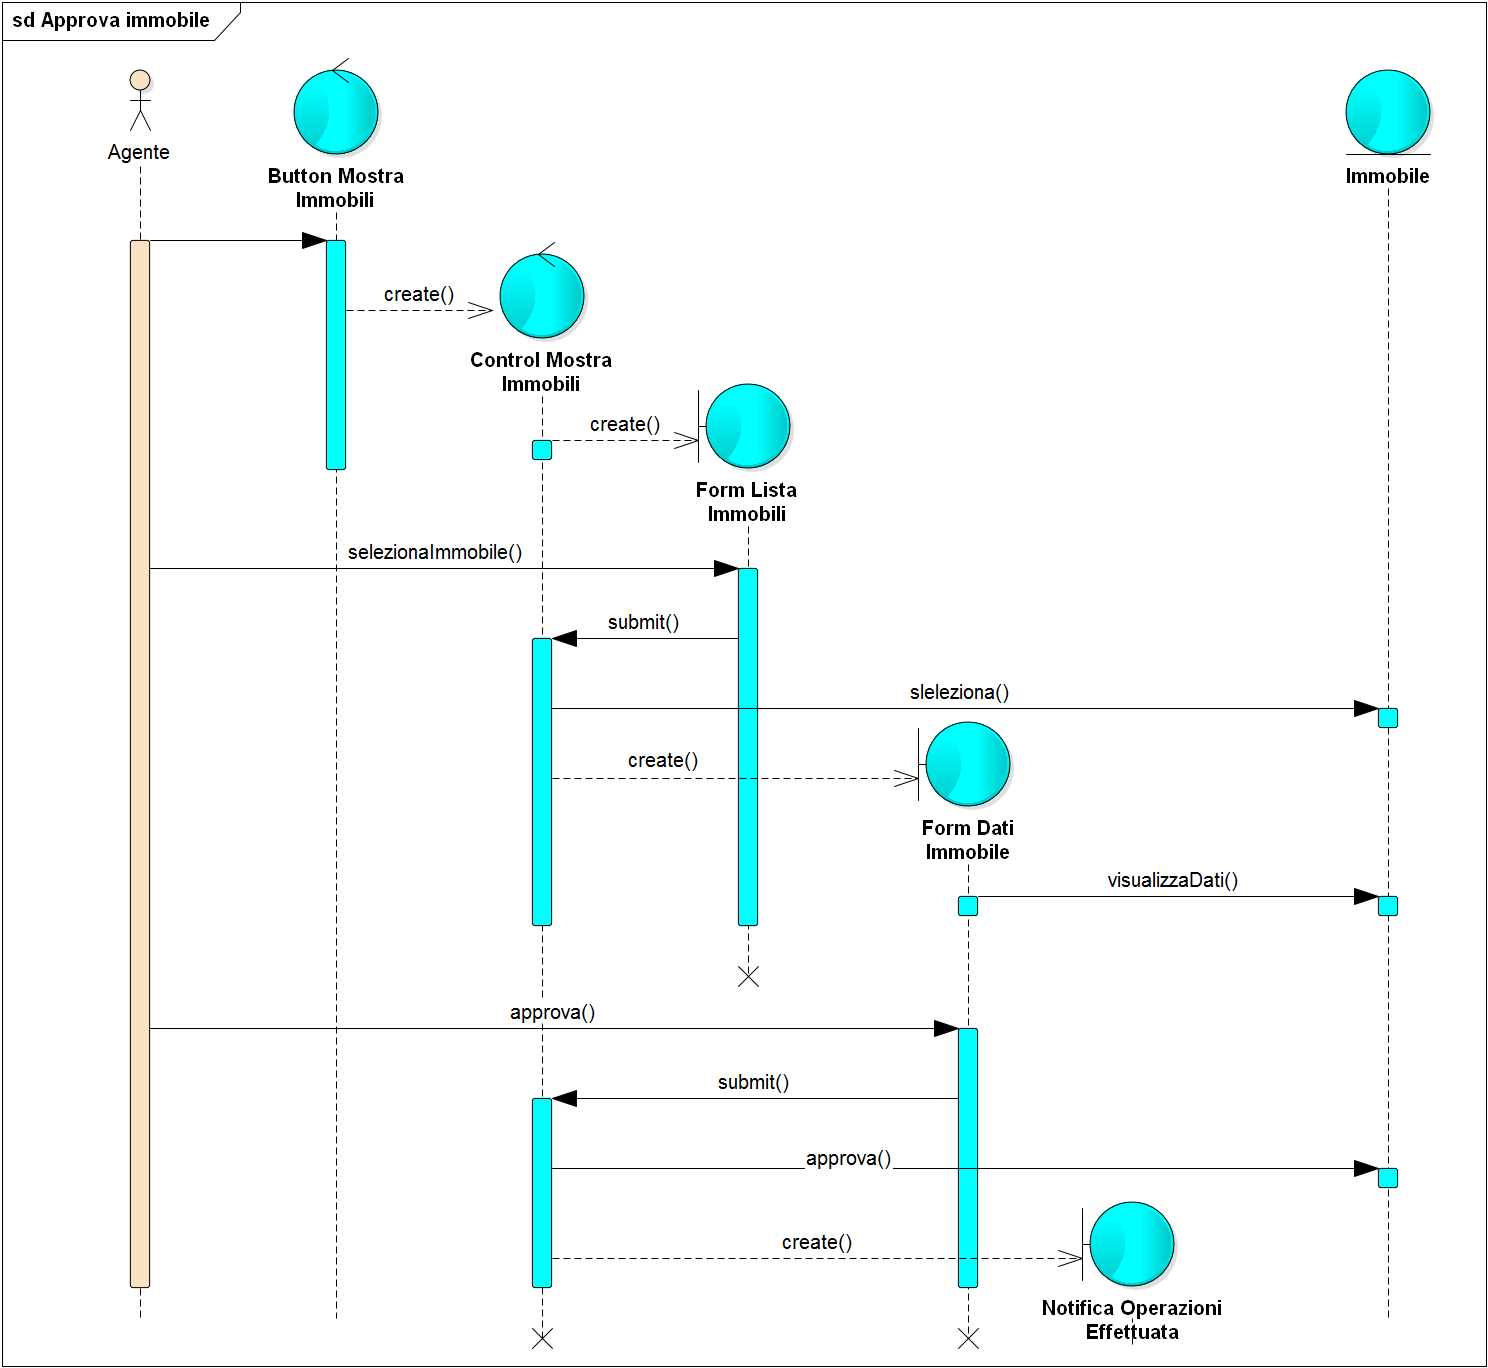 sd Approva immobile
Agente
Button Mostra
Immobili
Immobile
create()
Control Mostra
Immobili
create()
Form Lista
Immobili
selezionaImmobile()
submit()
sleleziona()
create()
Form Dati
Immobile
visualizzaDati()
approva()
submit()
approva()
create()
Notifica Operazioni
Effettuata